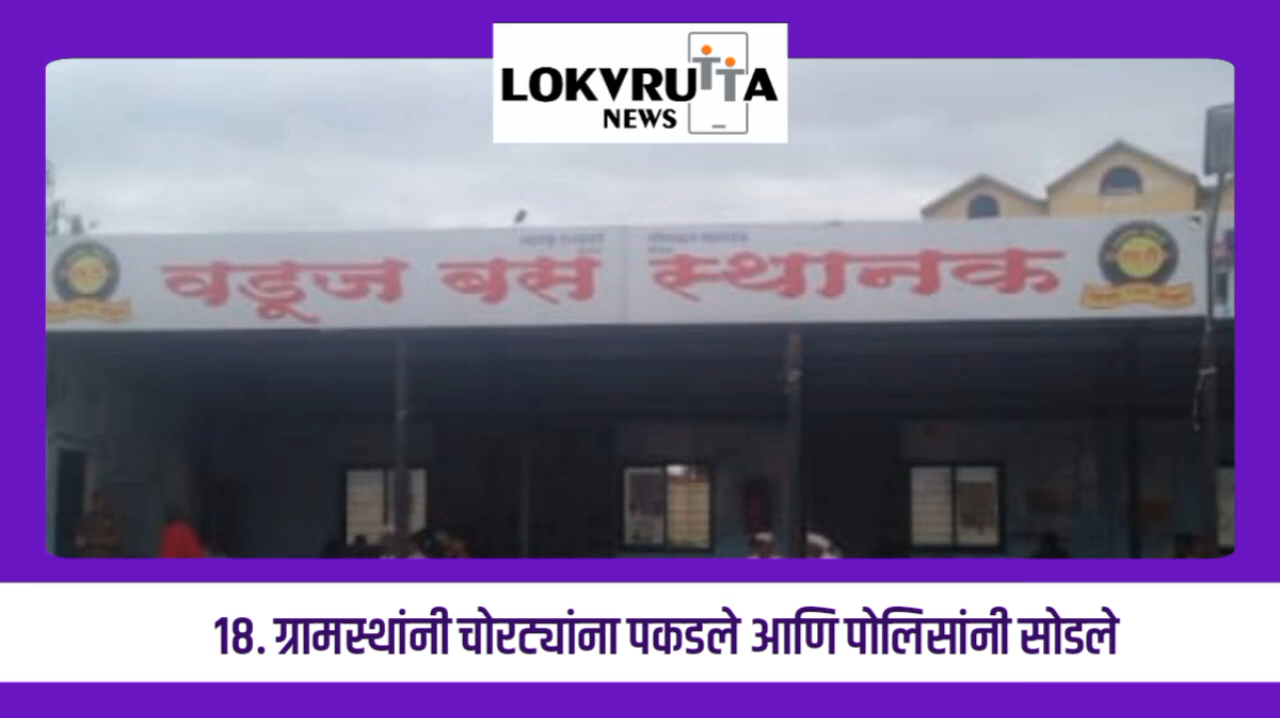 LOKVRUTTA
NEWS
वडूज बस स्थानक
18. ग्रामस्थांनी चोरट्यांना पकडले आणि पोलिसांनी सोडले